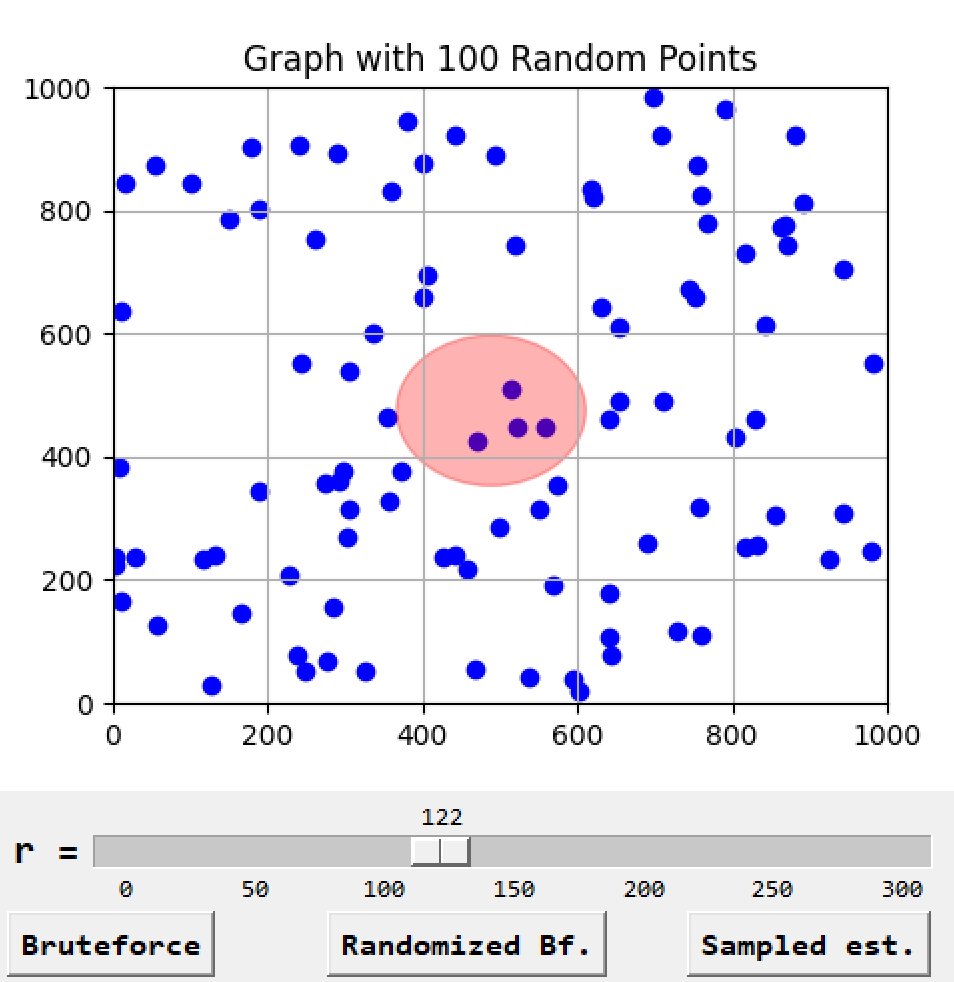 Graph with 100 Random Points
1000
800
600
400
200
0
0 200 400 600 800 1000
122
r =
0 50 100 150 200 250 300
Bruteforce Randomized Bf. Sampled est.